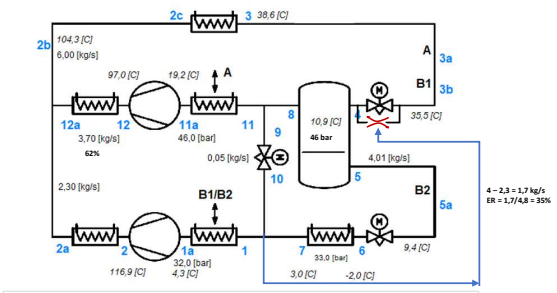 2c
3
38,6 [C]
2b
104,3 [C]
6,00 [kg/s]
A
3a
97,0 [C]
19,2 [C]
A
M
B1
3b
10,9 [C]
46 bar
4
35,5 [C]
12a
12
11a
11
8
3,70 [kg/s]
62%
46,0 [bar]
9
0,05 [kg/s]
M
10
4,01 [kg/s]
5
2,30 [kg/s]
B1/B2
B2
5a
4 – 2,3 = 1,7 kg/s
ER = 1,7/4,8 = 35%
M
2a
2
1a
1
7
6
9,4 [C]
32,0 [bar]
33,0 [bar]
116,9 [C]
4,3 [C]
3,0 [C]
-2,0 [C]